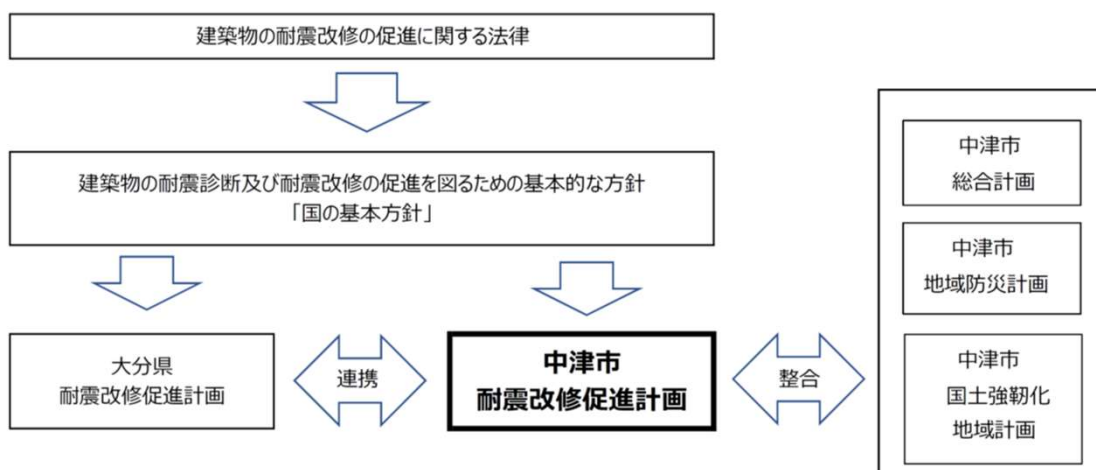 建築物の耐震改修の促進に関する法律
建築物の耐震診断及び耐震改修の促進を図るための基本的な方針
「国の基本方針」
大分県
耐震改修促進計画
連携
中津市
耐震改修促進計画
整合
中津市
総合計画
中津市
地域防災計画
中津市
国土強靭化
地域計画